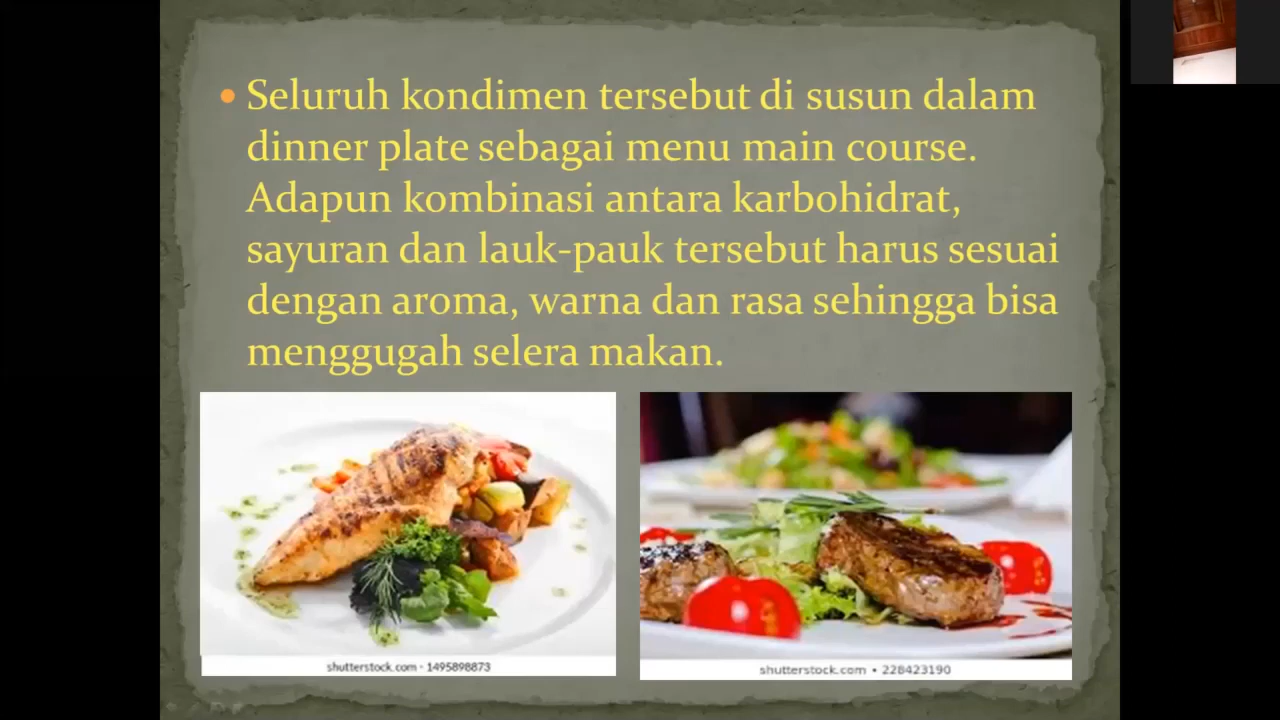 Seluruh kondimen tersebut di susun dalam
dinner plate sebagai menu main course.
Adapun kombinasi antara karbohidrat,
sayuran dan lauk-pauk tersebut harus sesuai
dengan aroma, warna dan rasa sehingga bisa
menggugah selera makan.
shutterstock.com · 1495898873
shutterstock.com • 228423190